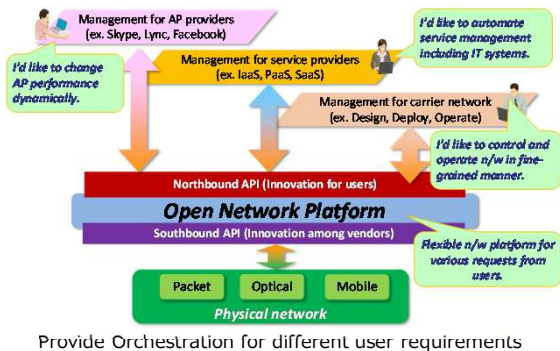 Management for AP providers
(ex. Skype, Lync, Facebook)
I'd like to automate
service management
including IT systems.
I'd like to change
AP performance
dynamically.
Management for service providers
(ex. IaaS, PaaS, SaaS)
Management for carrier network
(ex. Design, Deploy, Operate)
I'd like to control and
operate n/w in fine-
grained manner.
Northbound API (Innovation for users)
Open Network Platform
Southbound API (Innovation among vendors)
Flexible n/w platform for
various requests from
users.
Packet
Optical
Mobile
Physical network
Provide Orchestration for different user requirements